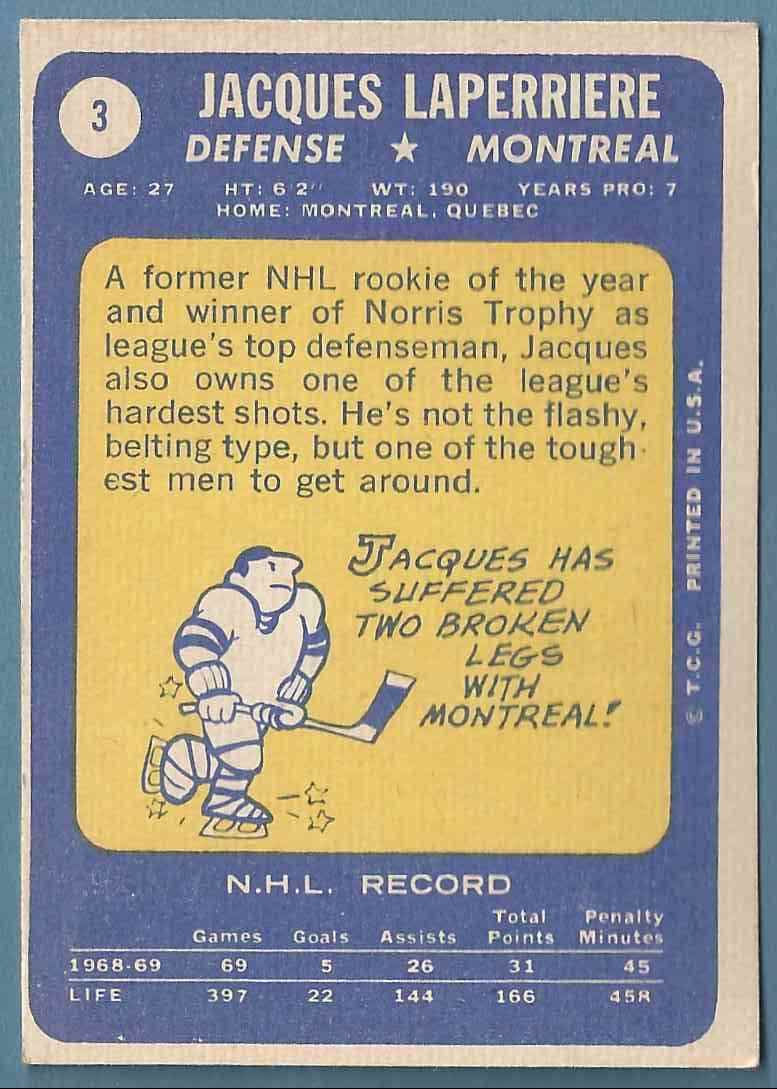 3
JACQUES LAPERRIERE
DEFENSE ★ MONTREAL
AGE: 27 HT: 6'2" WT: 190 YEARS PRO: 7
HOME: MONTREAL, QUEBEC
A former NHL rookie of the year
and winner of Norris Trophy as
league's top defenseman, Jacques
also owns one of the league's
hardest shots. He's not the flashy,
belting type, but one of the tough-
est men to get around.
JACQUES HAS
SUFFERED
TWO BROKEN
LEGS
WITH
MONTREAL!
© T.C.G. PRINTED IN U.S.A.
N.H.L. RECORD
Games Goals Assists Total Points Penalty Minutes
1968-69 69 5 26 31 45
LIFE 397 22 144 166 458